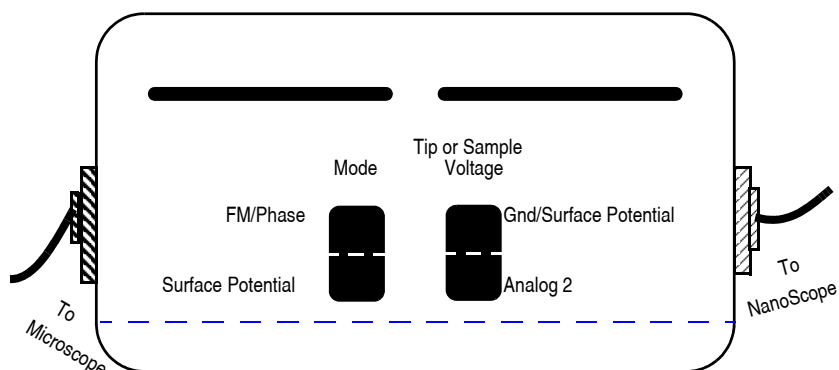 Tip or Sample
Mode
Voltage
FM/Phase
Gnd/Surface Potential
Surface Potential
Analog 2
To
Microscope
To
NanoScope